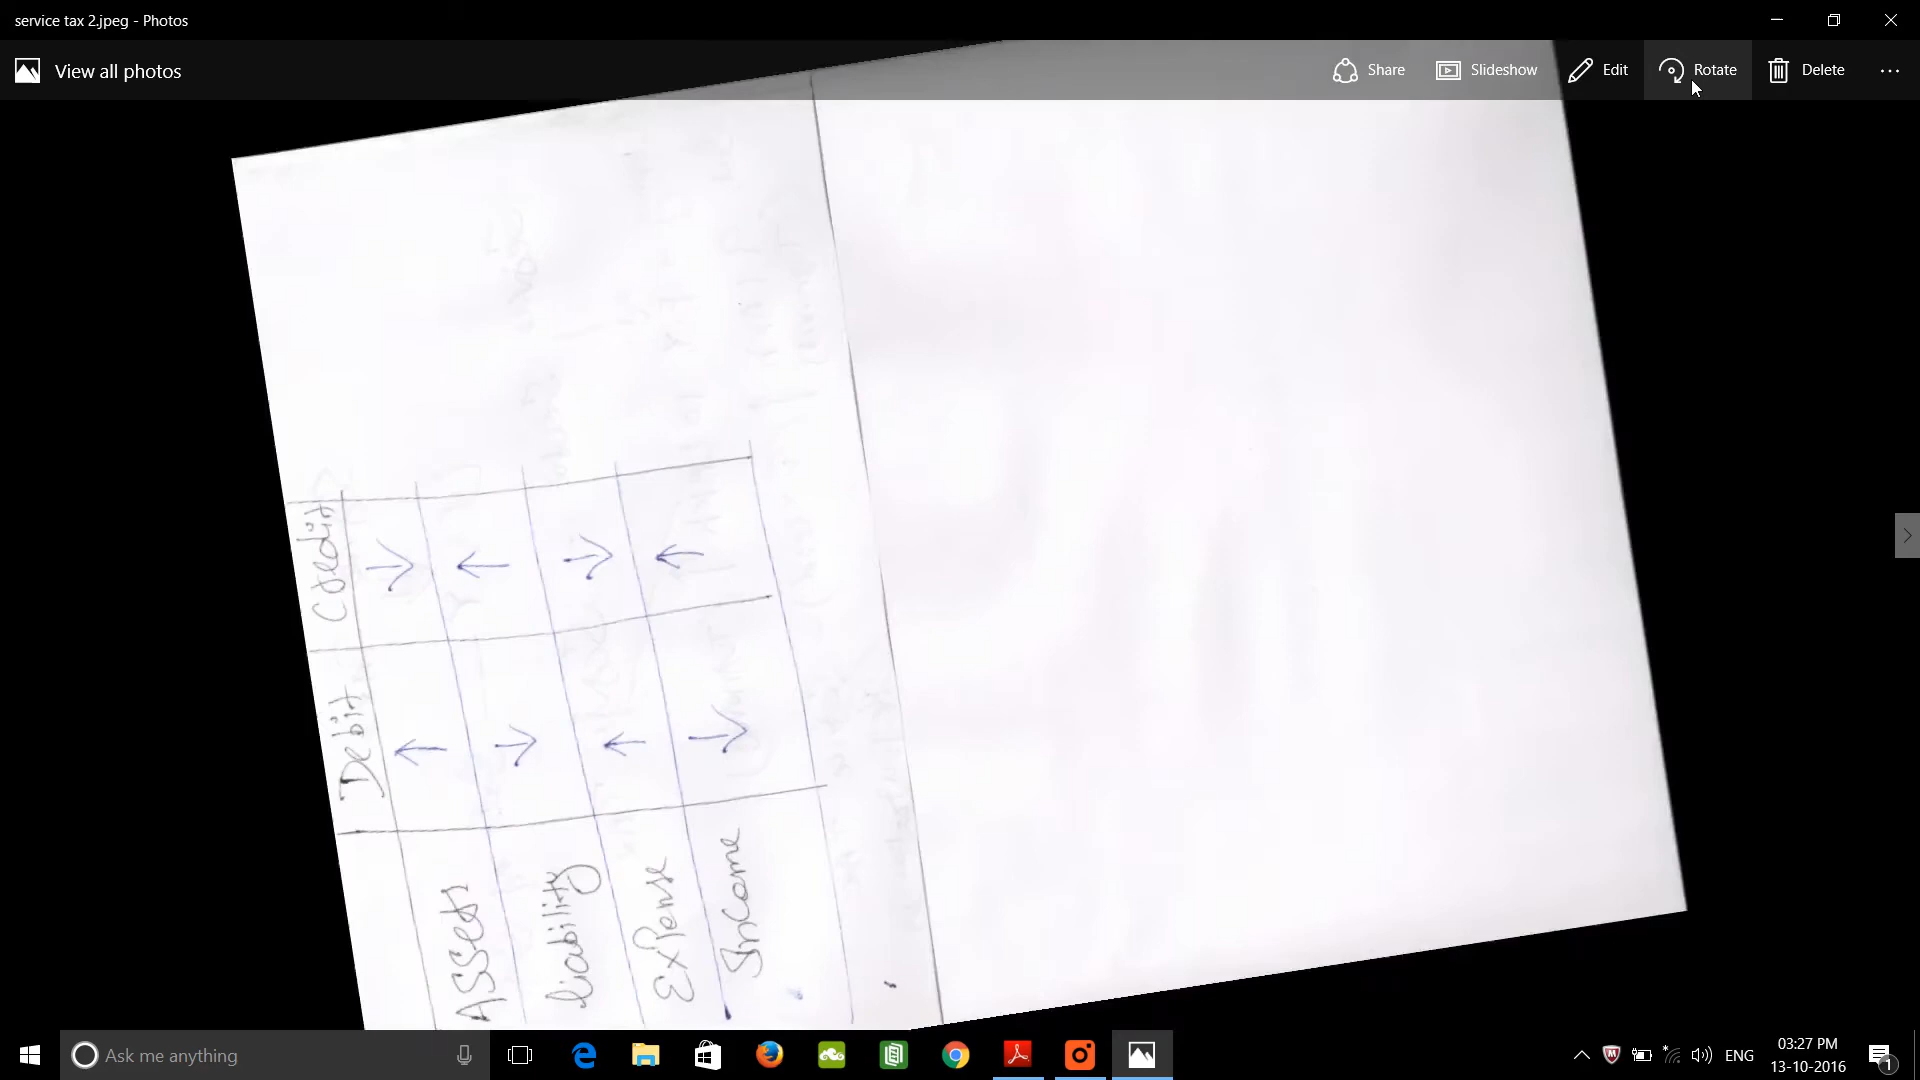 service tax 2.jpeg - Photos
View all photos
Share
Slideshow
Edit
Rotate
Delete
Debit Credit
Assets ↑ ↓
liability ↓ ↑
Expense ↑ ↓
Income ↓ ↑
Ask me anything
ENG
03:27 PM
13-10-2016
1